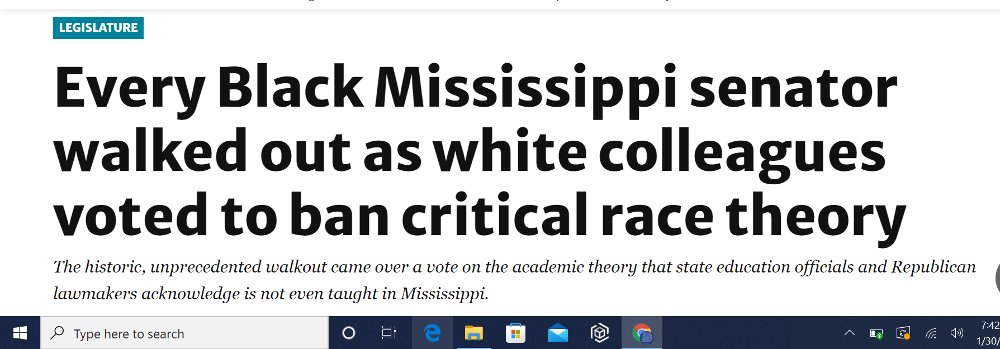 LEGISLATURE
Every Black Mississippi senator
walked out as white colleagues
voted to ban critical race theory
The historic, unprecedented walkout came over a vote on the academic theory that state education officials and Republican
lawmakers acknowledge is not even taught in Mississippi.
Type here to search
7:42
1/30/